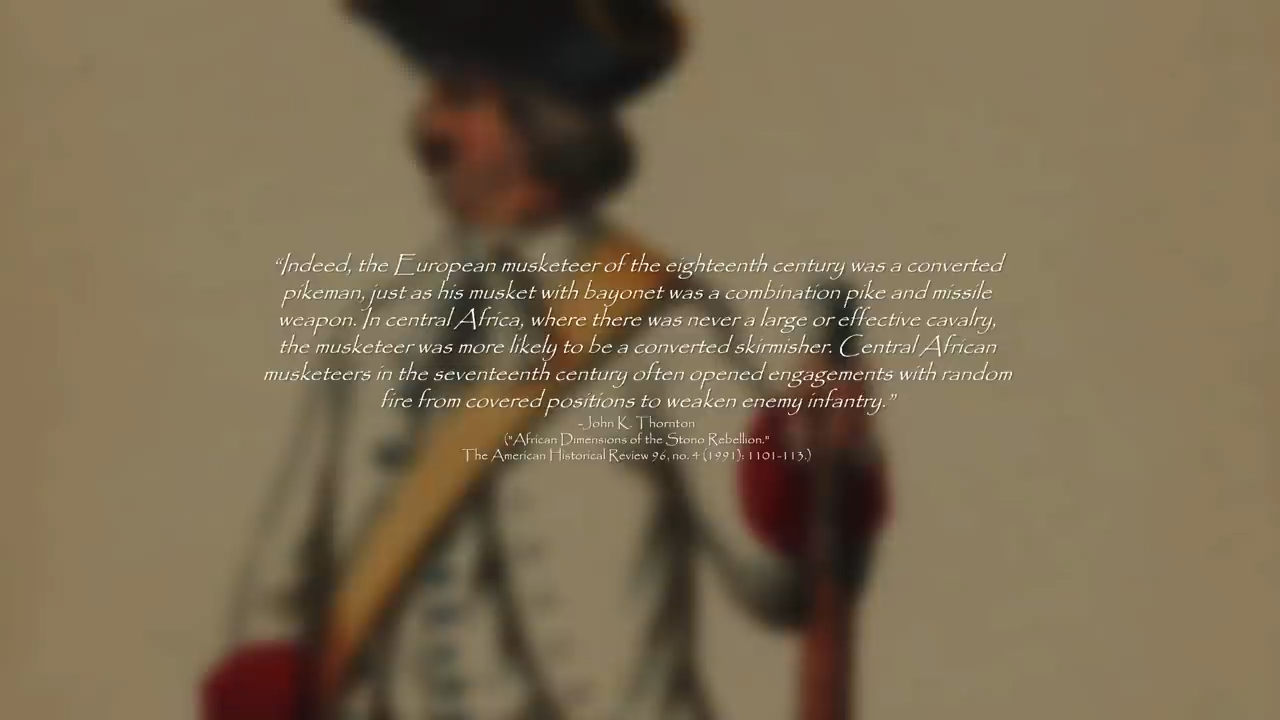 “Indeed, the European musketeer of the eighteenth century was a converted
pikeman, just as his musket with bayonet was a combination pike and missile
weapon. In central Africa, where there was never a large or effective cavalry,
the musketeer was more likely to be a converted skirmisher. Central African
musketeers in the seventeenth century often opened engagements with random
fire from covered positions to weaken enemy infantry.”
-John K. Thornton
("African Dimensions of the Stono Rebellion."
The American Historical Review 96, no. 4 (1991): 1101-113.)